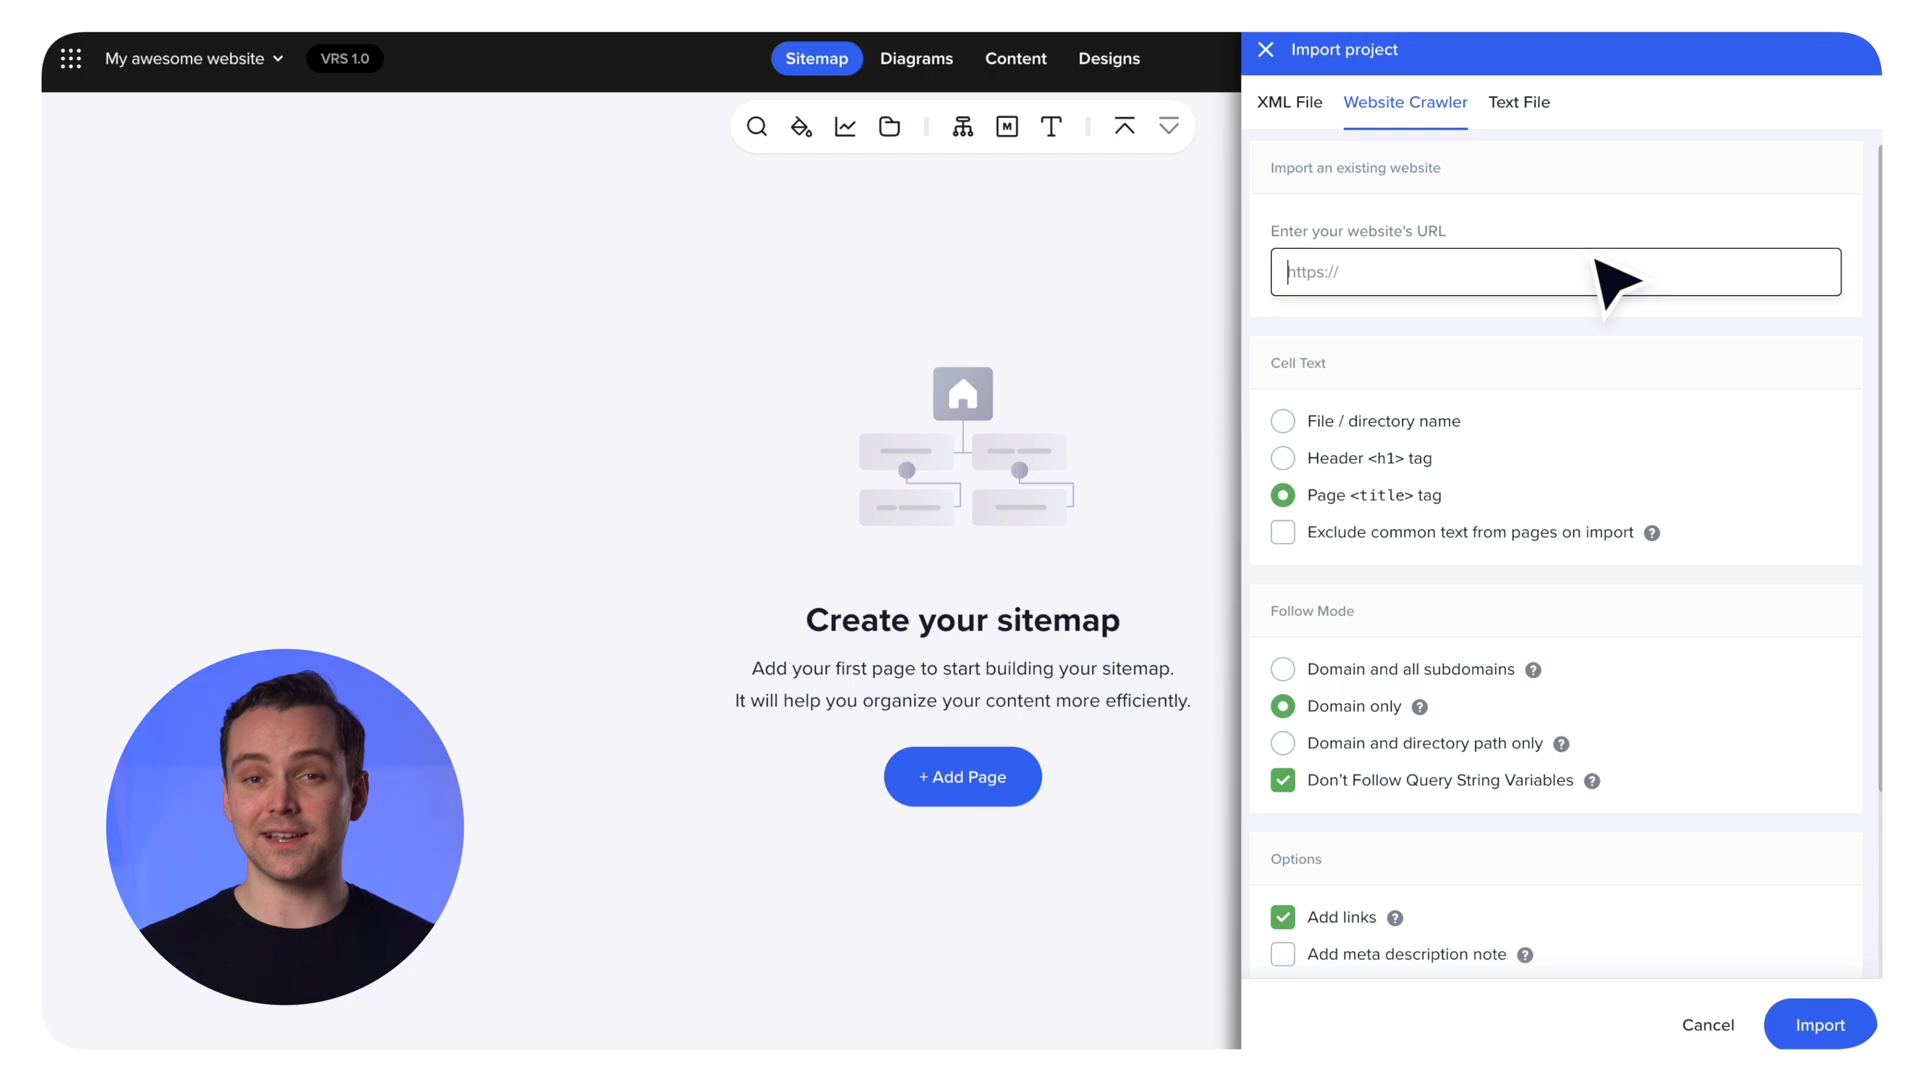 My awesome website
VRS 1.0
Sitemap
Diagrams
Content
Designs
Import project
XML File
Website Crawler
Text File
M
T
Import an existing website
Enter your website's URL
https://
Cell Text
File / directory name
Header <h1> tag
Page <title> tag
Exclude common text from pages on import ?
Follow Mode
Domain and all subdomains ?
Domain only ?
Domain and directory path only ?
Don't Follow Query String Variables ?
Options
Add links ?
Add meta description note ?
Cancel
Import
Create your sitemap
Add your first page to start building your sitemap.
It will help you organize your content more efficiently.
+ Add Page